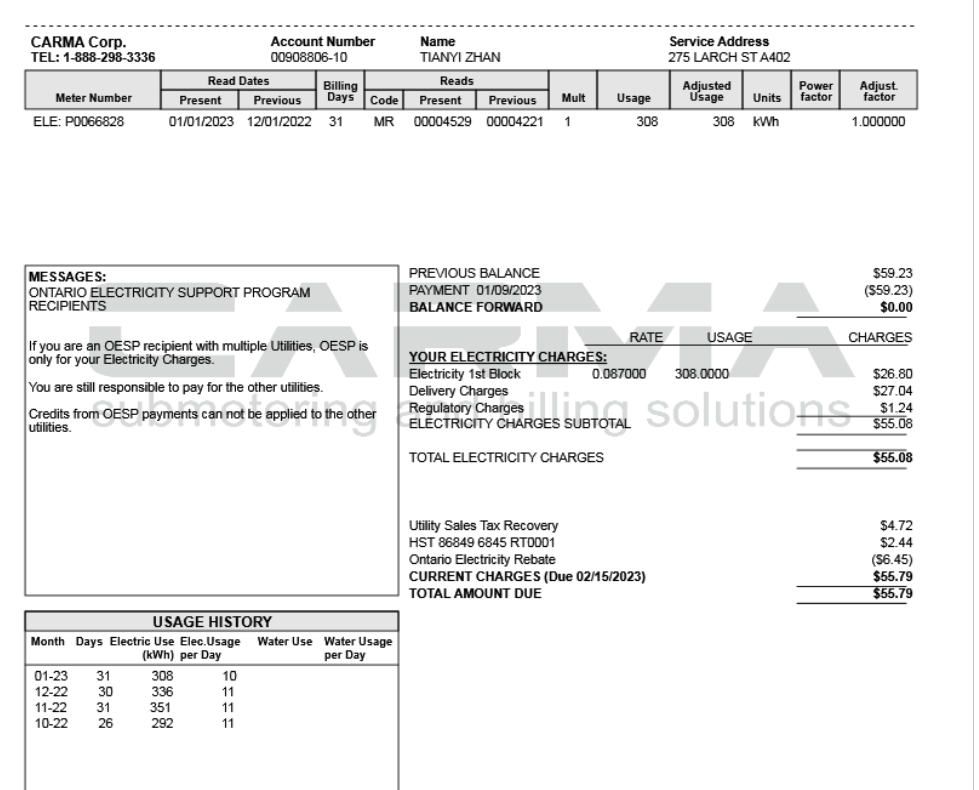 CARMA Corp. Account Number Name Service Address
TEL: 1-888-298-3336 00908806-10 TIANYI ZHAN 275 LARCH ST A402
Meter Number Read Dates Present Previous Billing Days Reads Code Present Previous Mult Usage Adjusted Usage Units Power factor Adjust. factor
ELE: P0066828 01/01/2023 12/01/2022 31 MR 00004529 00004221 1 308 308 kWh 1.000000
MESSAGES:
ONTARIO ELECTRICITY SUPPORT PROGRAM
RECIPIENTS
If you are an OESP recipient with multiple Utilities, OESP is
only for your Electricity Charges.
You are still responsible to pay for the other utilities.
Credits from OESP payments can not be applied to the other
utilities.
CARMA
submetering and billing solutions
PREVIOUS BALANCE $59.23
PAYMENT 01/09/2023 ($59.23)
BALANCE FORWARD $0.00
RATE USAGE CHARGES
YOUR ELECTRICITY CHARGES:
Electricity 1st Block 0.087000 308.0000 $26.80
Delivery Charges $27.04
Regulatory Charges $1.24
ELECTRICITY CHARGES SUBTOTAL $55.08
TOTAL ELECTRICITY CHARGES $55.08
Utility Sales Tax Recovery $4.72
HST 86849 6845 RT0001 $2.44
Ontario Electricity Rebate ($6.45)
CURRENT CHARGES (Due 02/15/2023) $55.79
TOTAL AMOUNT DUE $55.79
USAGE HISTORY
Month Days Electric Use (kWh) Elec.Usage per Day Water Use Water Usage per Day
01-23 31 308 10
12-22 30 336 11
11-22 31 351 11
10-22 26 292 11